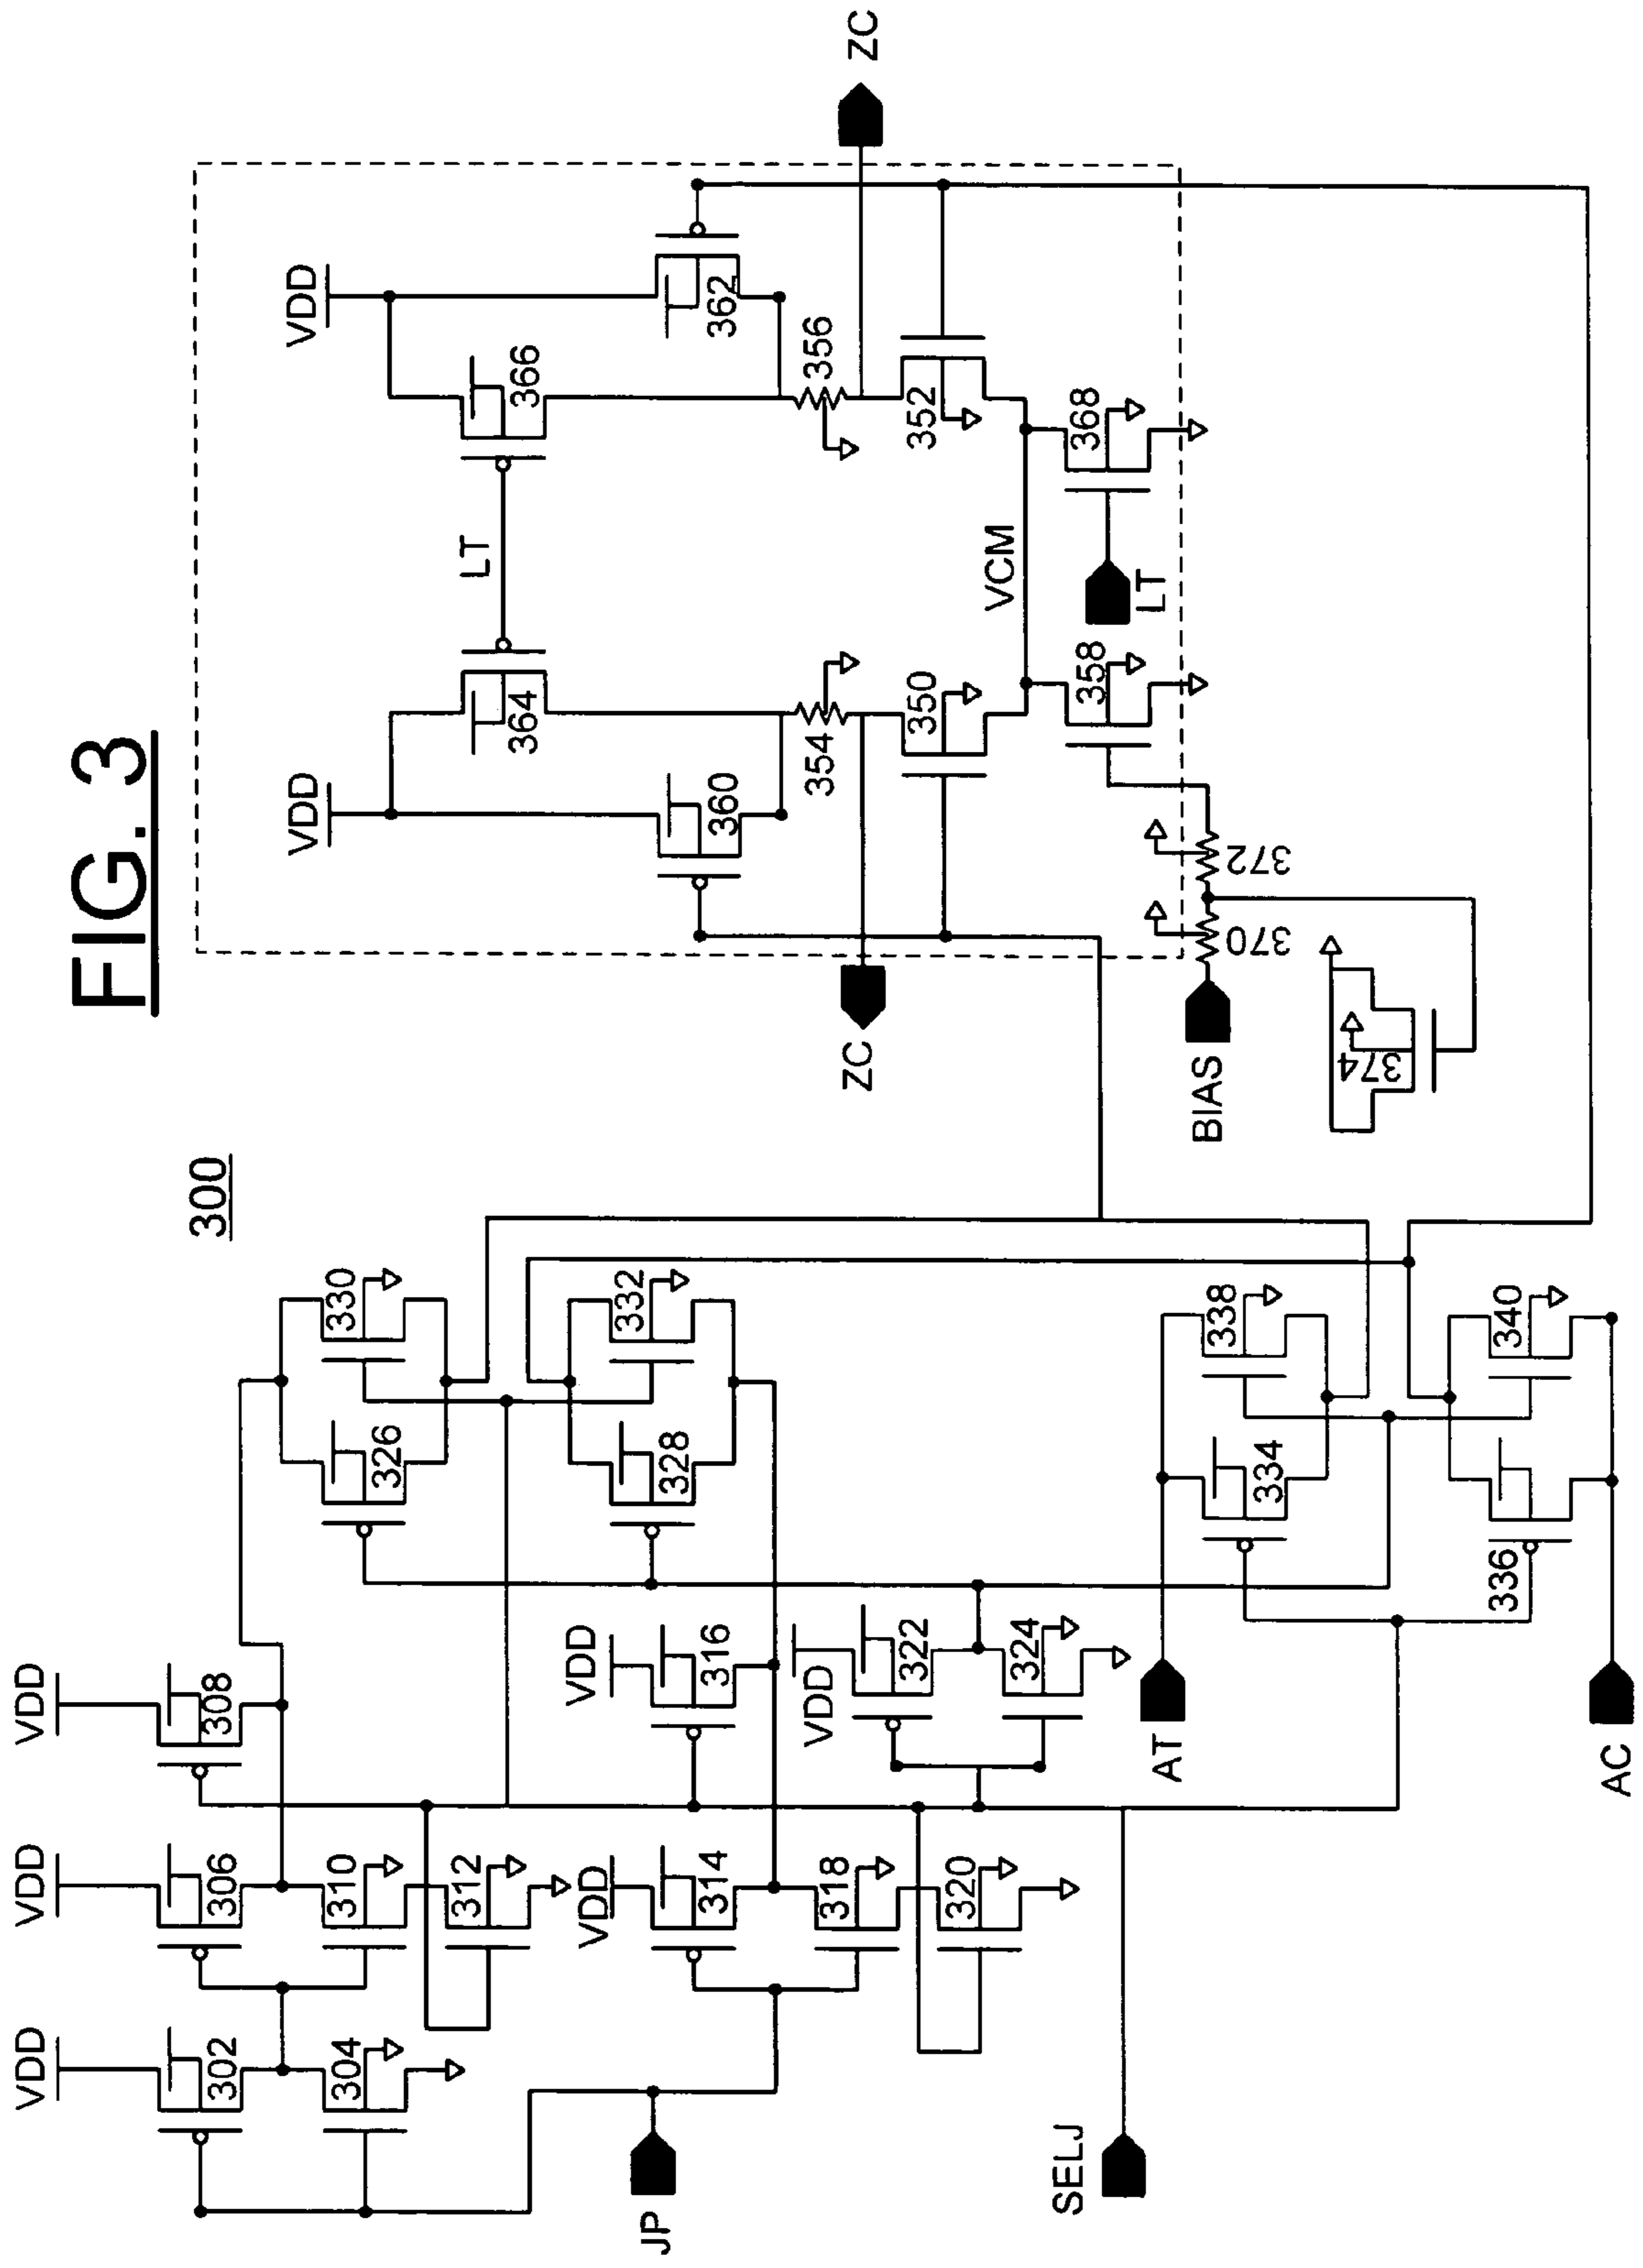 FIG. 3
300
VDD
VDD
VDD
302
304
306
308
310
312
VDD
VDD
314
316
318
320
VDD
322
324
326
330
328
332
334
338
336
340
JP
SELJ
AT
AC
VDD
VDD
LT
364
366
360
362
354
356
ZC
ZC
350
352
VCM
358
368
LT
BIAS
370
372
374